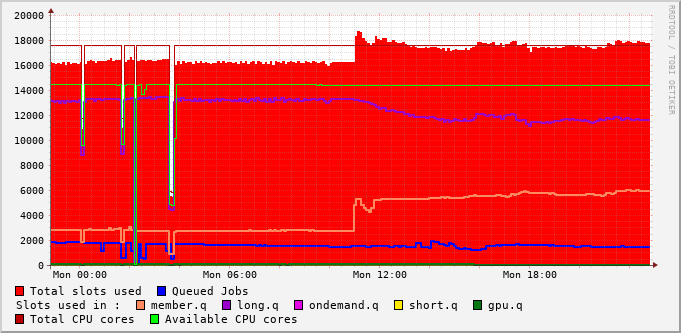 20000
18000
16000
14000
12000
10000
8000
6000
4000
2000
0
Mon 00:00 Mon 06:00 Mon 12:00 Mon 18:00
RRDTOOL / TOBI OETIKER
Total slots used Queued Jobs
Slots used in : member.q long.q ondemand.q short.q gpu.q
Total CPU cores Available CPU cores